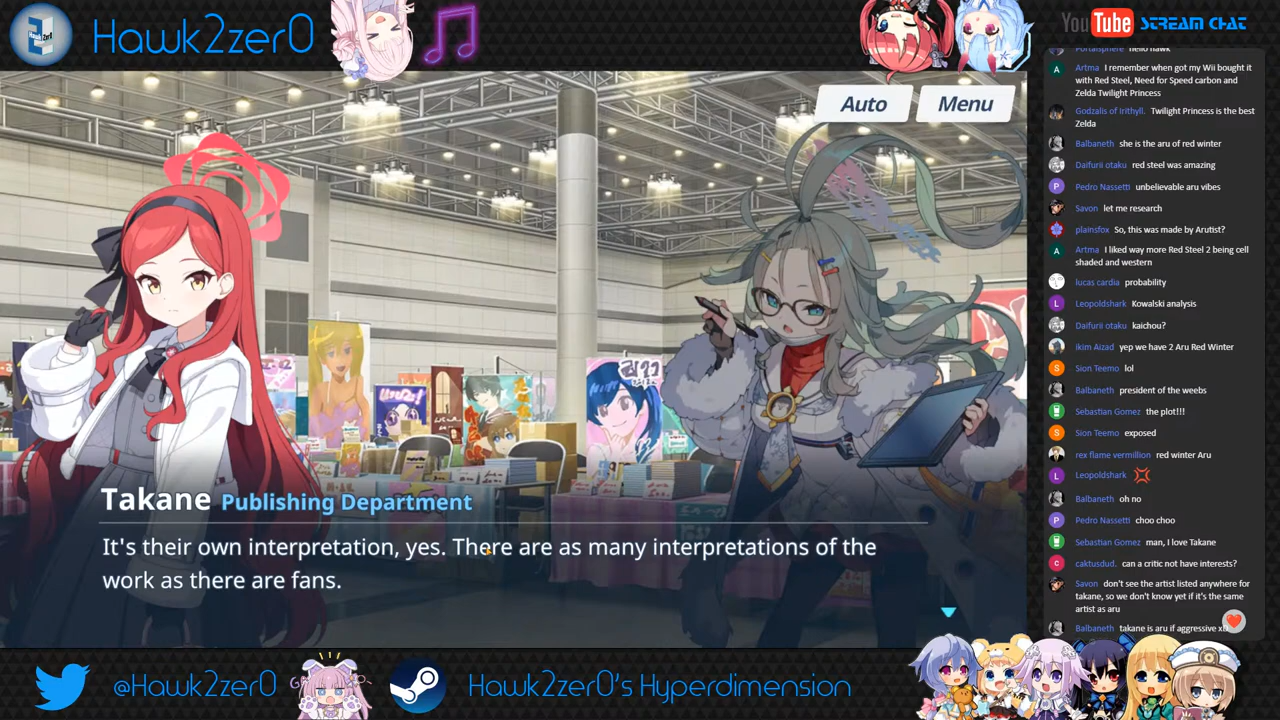 Hawk2zer0
YouTube STREAM CHAT
Auto
Menu
Takane Publishing Department
It's their own interpretation, yes. There are as many interpretations of the
work as there are fans.
Portalsphere hello hawk
A Artma I remember when got my Wii bought it
with Red Steel, Need for Speed carbon and
Zelda Twilight Princess
Godzalis of Irithyll. Twilight Princess is the best
Zelda
Balbaneth she is the aru of red winter
Daifurii otaku red steel was amazing
P Pedro Nassetti unbelievable aru vibes
Savon let me research
plainsfox So, this was made by Arutist?
A Artma I liked way more Red Steel 2 being cell
shaded and western
lucas cardia probability
L Leopoldshark Kowalski analysis
Daifurii otaku kaichou?
ikim Aizad yep we have 2 Aru Red Winter
S Sion Teemo lol
Balbaneth president of the weebs
Sebastian Gomez the plot!!!
S Sion Teemo exposed
rex flame vermillion red winter Aru
L Leopoldshark
Balbaneth oh no
P Pedro Nassetti choo choo
Sebastian Gomez man, I love Takane
c caktusdud. can a critic not have interests?
Savon don't see the artist listed anywhere for
takane, so we don't know yet if it's the same
artist as aru
Balbaneth takane is aru if aggressive
@Hawk2zer0
Hawk2zer0's Hyperdimension